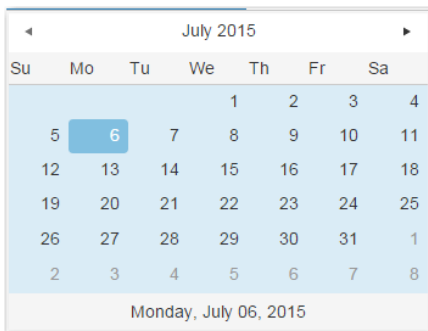 ◄ July 2015 ►
Su Mo Tu We Th Fr Sa
1 2 3 4
5 6 7 8 9 10 11
12 13 14 15 16 17 18
19 20 21 22 23 24 25
26 27 28 29 30 31 1
2 3 4 5 6 7 8
Monday, July 06, 2015